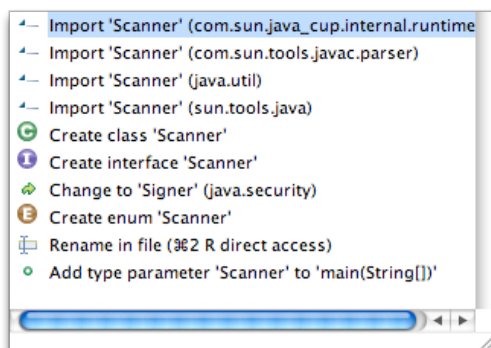 Import 'Scanner' (com.sun.java_cup.internal.runtime
Import 'Scanner' (com.sun.tools.javac.parser)
Import 'Scanner' (java.util)
Import 'Scanner' (sun.tools.java)
C Create class 'Scanner'
I Create interface 'Scanner'
Change to 'Signer' (java.security)
E Create enum 'Scanner'
Rename in file (⌘2 R direct access)
Add type parameter 'Scanner' to 'main(String[])'